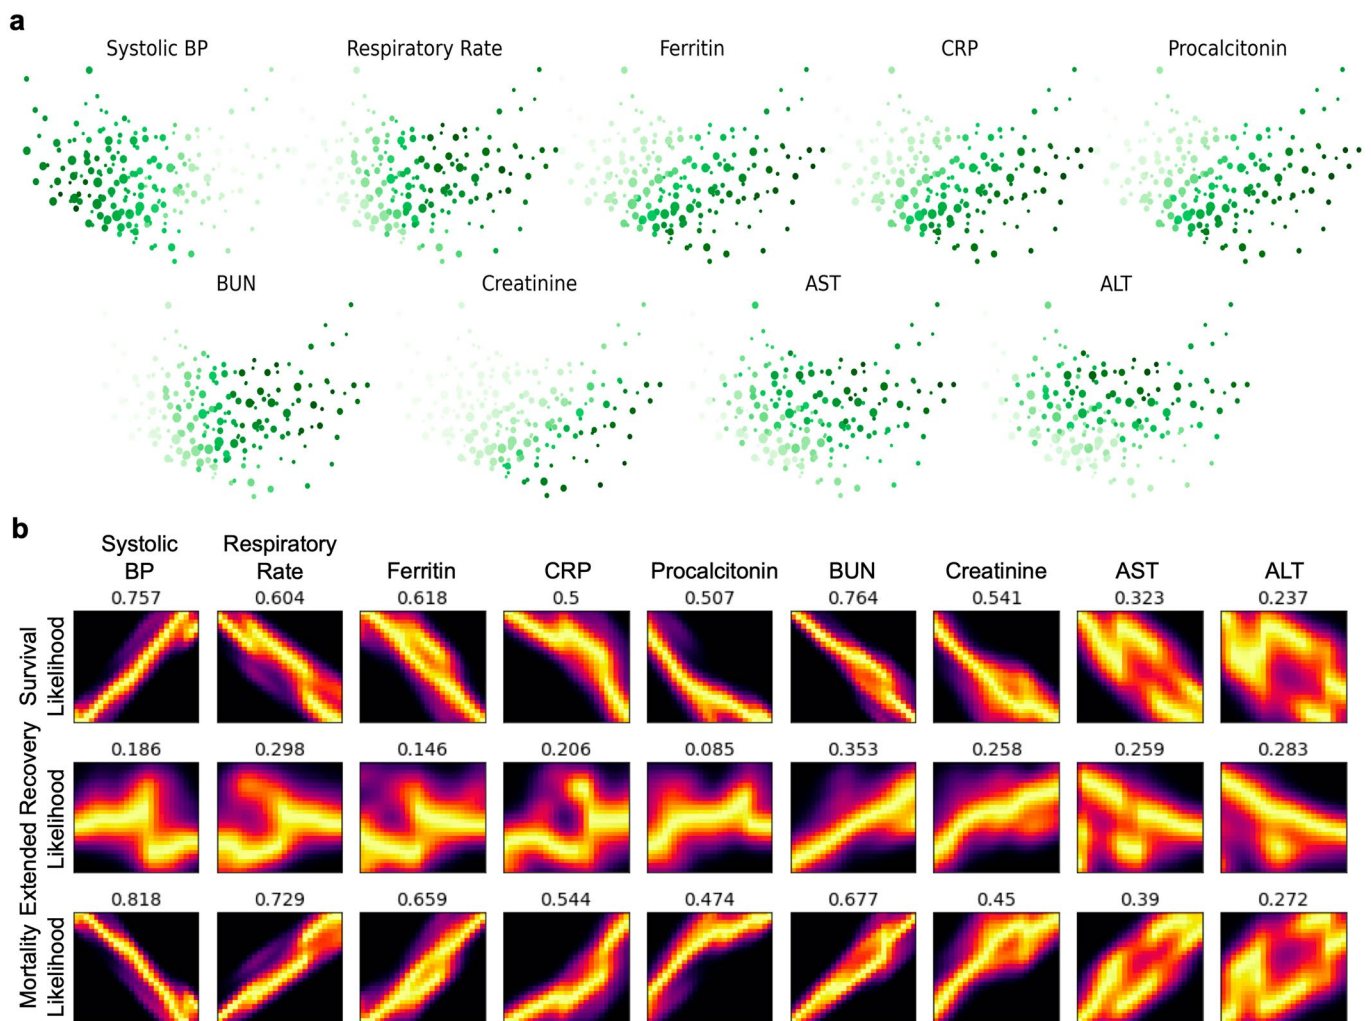 a
Systolic BP Respiratory Rate Ferritin CRP Procalcitonin
BUN Creatinine AST ALT
b
Systolic BP Respiratory Rate Ferritin CRP Procalcitonin BUN Creatinine AST ALT
0.757 0.604 0.618 0.5 0.507 0.764 0.541 0.323 0.237
Survival Likelihood
0.186 0.298 0.146 0.206 0.085 0.353 0.258 0.259 0.283
Extended Recovery Likelihood
0.818 0.729 0.659 0.544 0.474 0.677 0.45 0.39 0.272
Mortality Likelihood